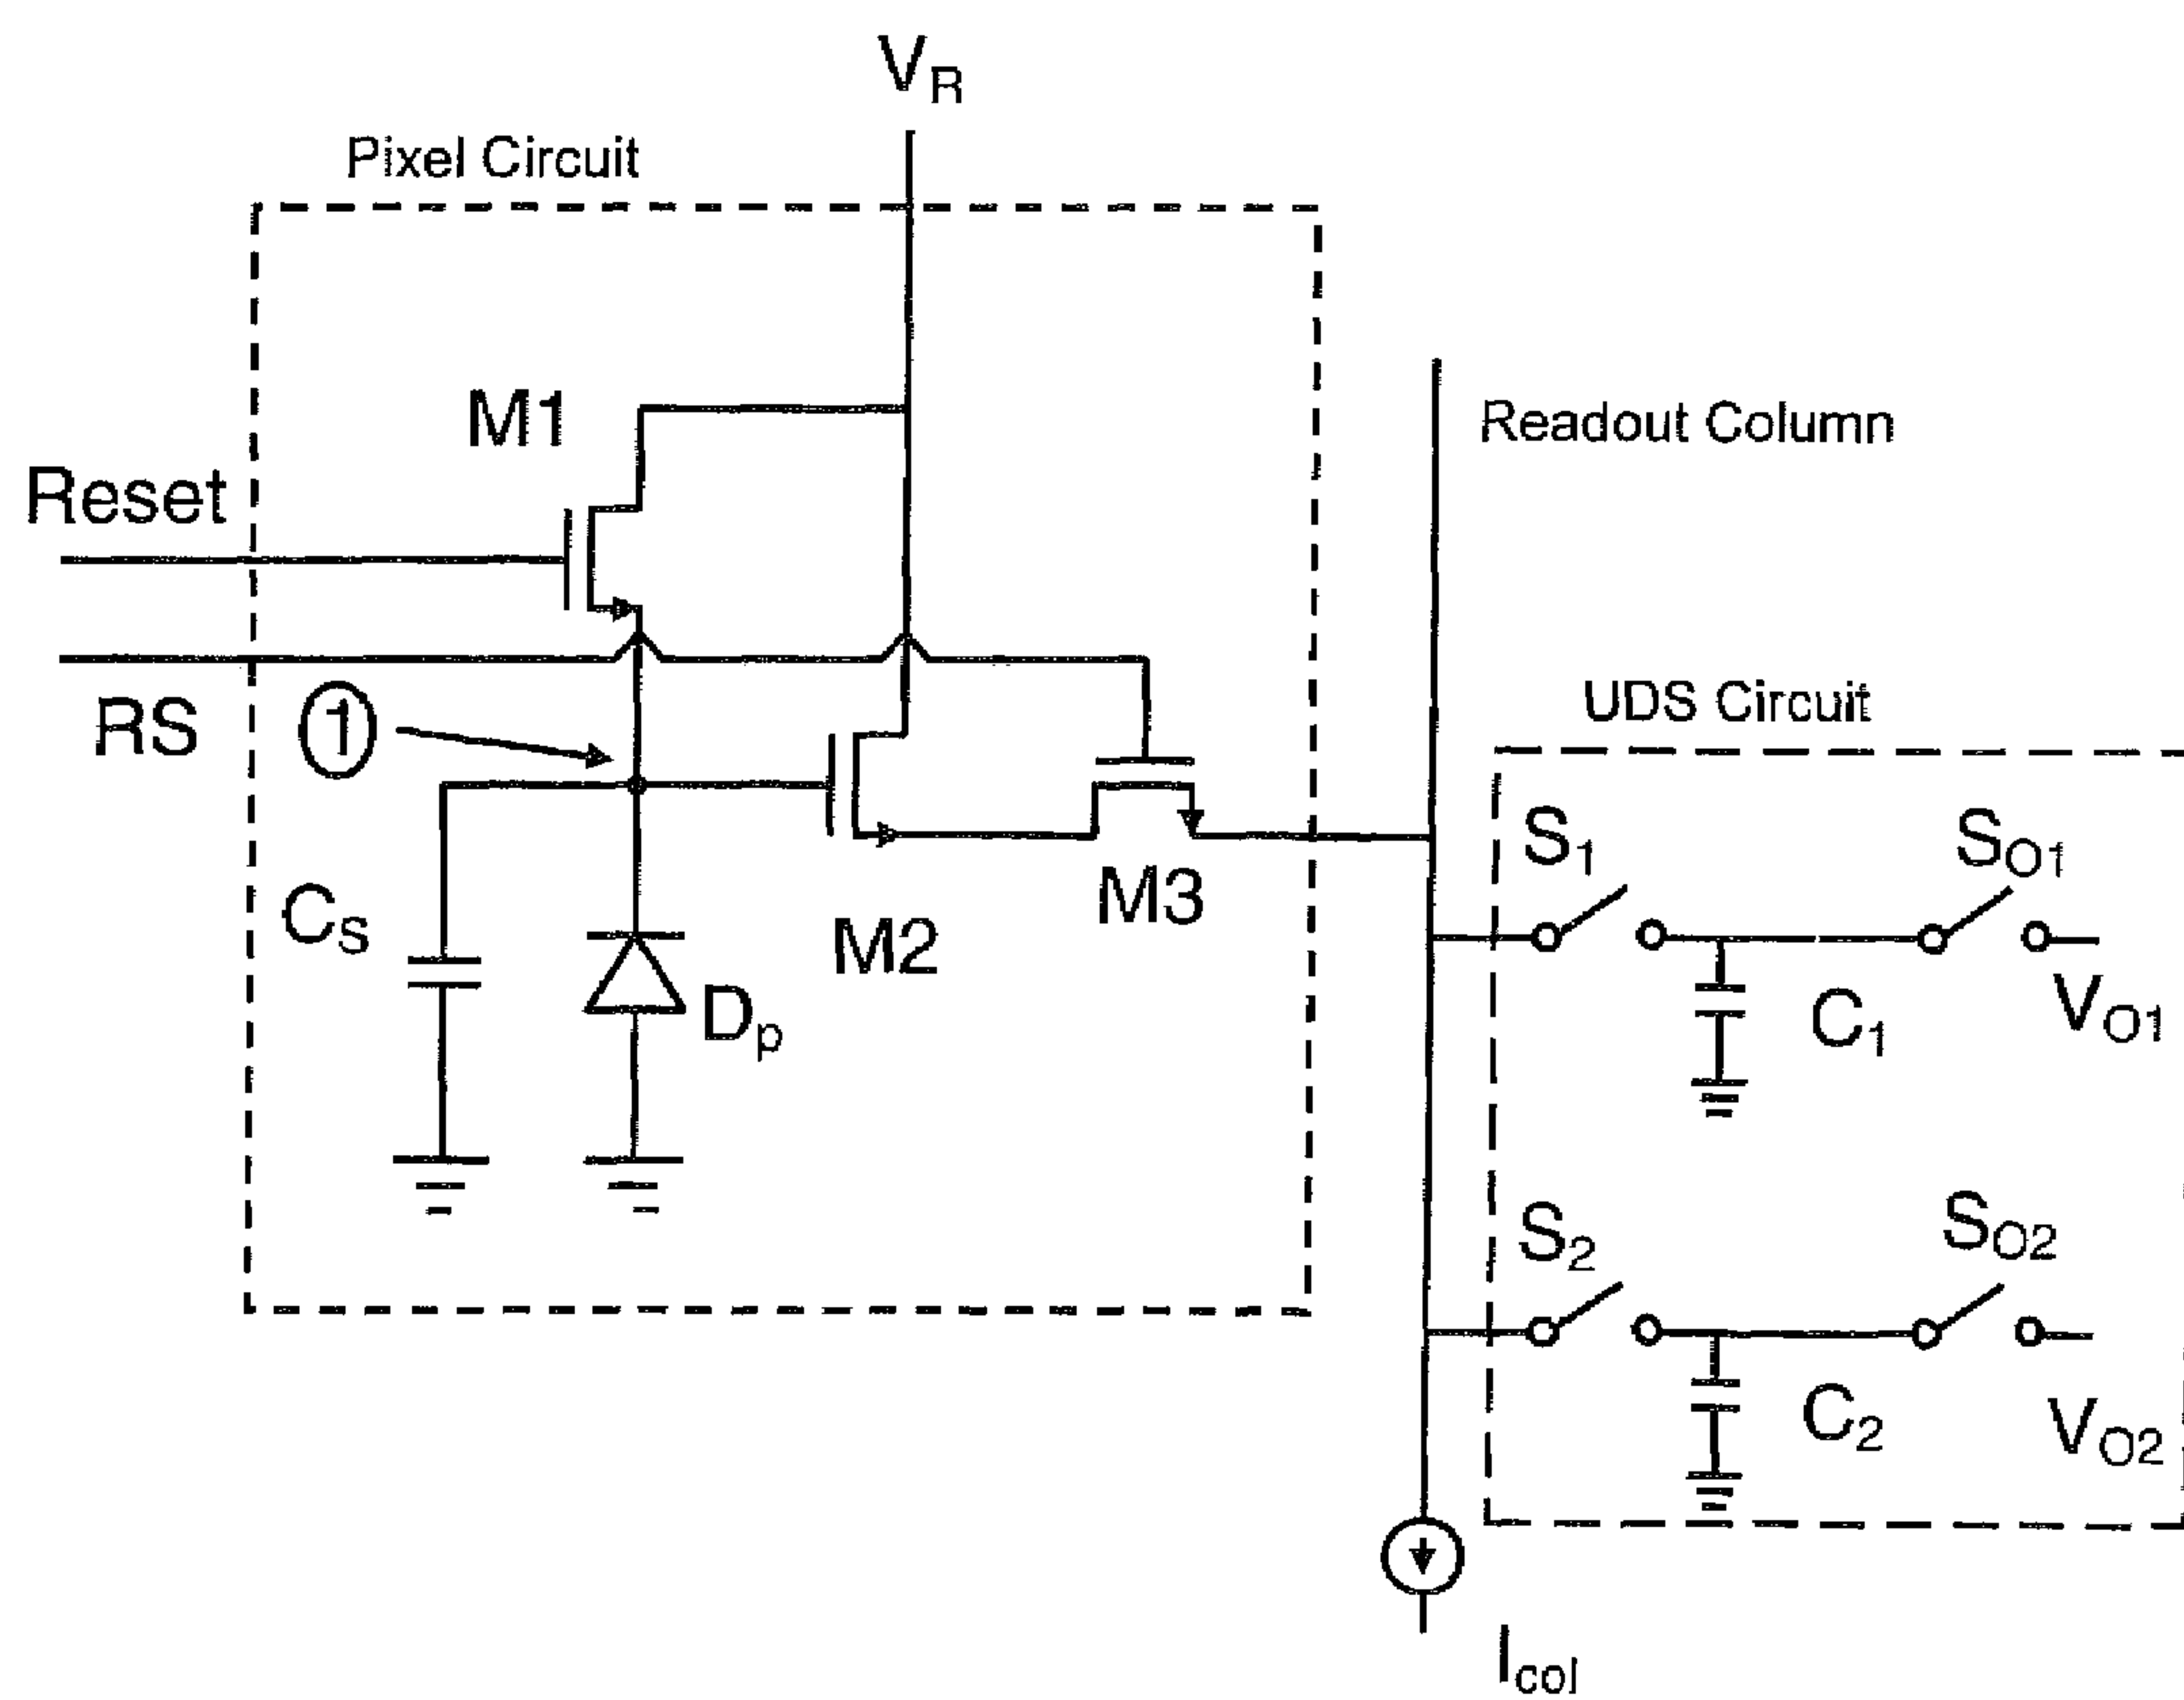 V_R
Pixel Circuit
M1
Readout Column
Reset
RS
1
UDS Circuit
S_1
S_O1
C_S
M2
M3
D_p
C_1
V_O1
S_2
S_O2
C_2
V_O2
I_col